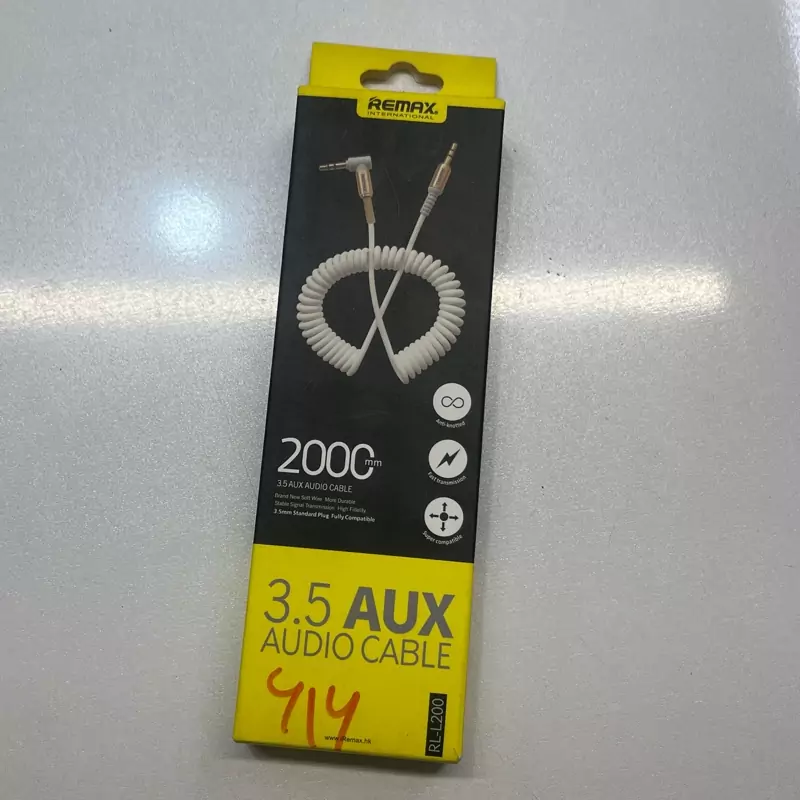 REMAX
INTERNATIONAL
Anti-knotted
Fast transmission
Super compatible
2000mm
3.5 AUX AUDIO CABLE
Brand New Soft Wire More Durable
Stable Signal Transmission High Fidelity
3.5mm Standard Plug Fully Compatible
3.5 AUX
AUDIO CABLE
414
www.iRemax.hk
RL-L200